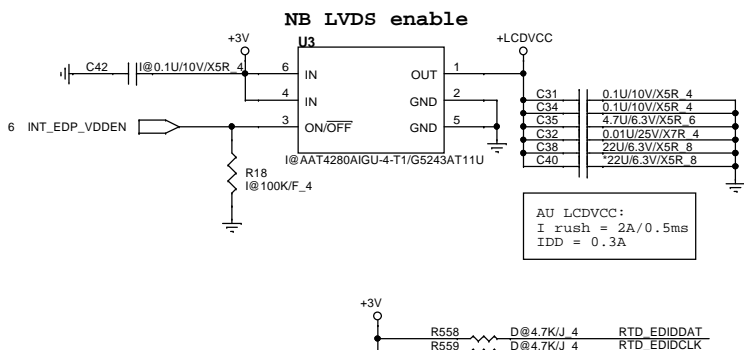 NB LVDS enable
+3V
U3
+LCDVCC
C42
I@0.1U/10V/X5R_4
6 IN OUT 1
4 IN GND 2
3 ON/OFF GND 5
6 INT_EDP_VDDEN
I@AAT4280AIGU-4-T1/G5243AT11U
R18
I@100K/F_4
C31 0.1U/10V/X5R_4
C34 0.1U/10V/X5R_4
C35 4.7U/6.3V/X5R_6
C32 0.01U/25V/X7R_4
C38 22U/6.3V/X5R_8
C40 *22U/6.3V/X5R_8
AU LCDVCC:
I rush = 2A/0.5ms
IDD = 0.3A
+3V
R558 D@4.7K/J_4 RTD_EDIDDAT
R559 D@4.7K/J_4 RTD_EDIDCLK